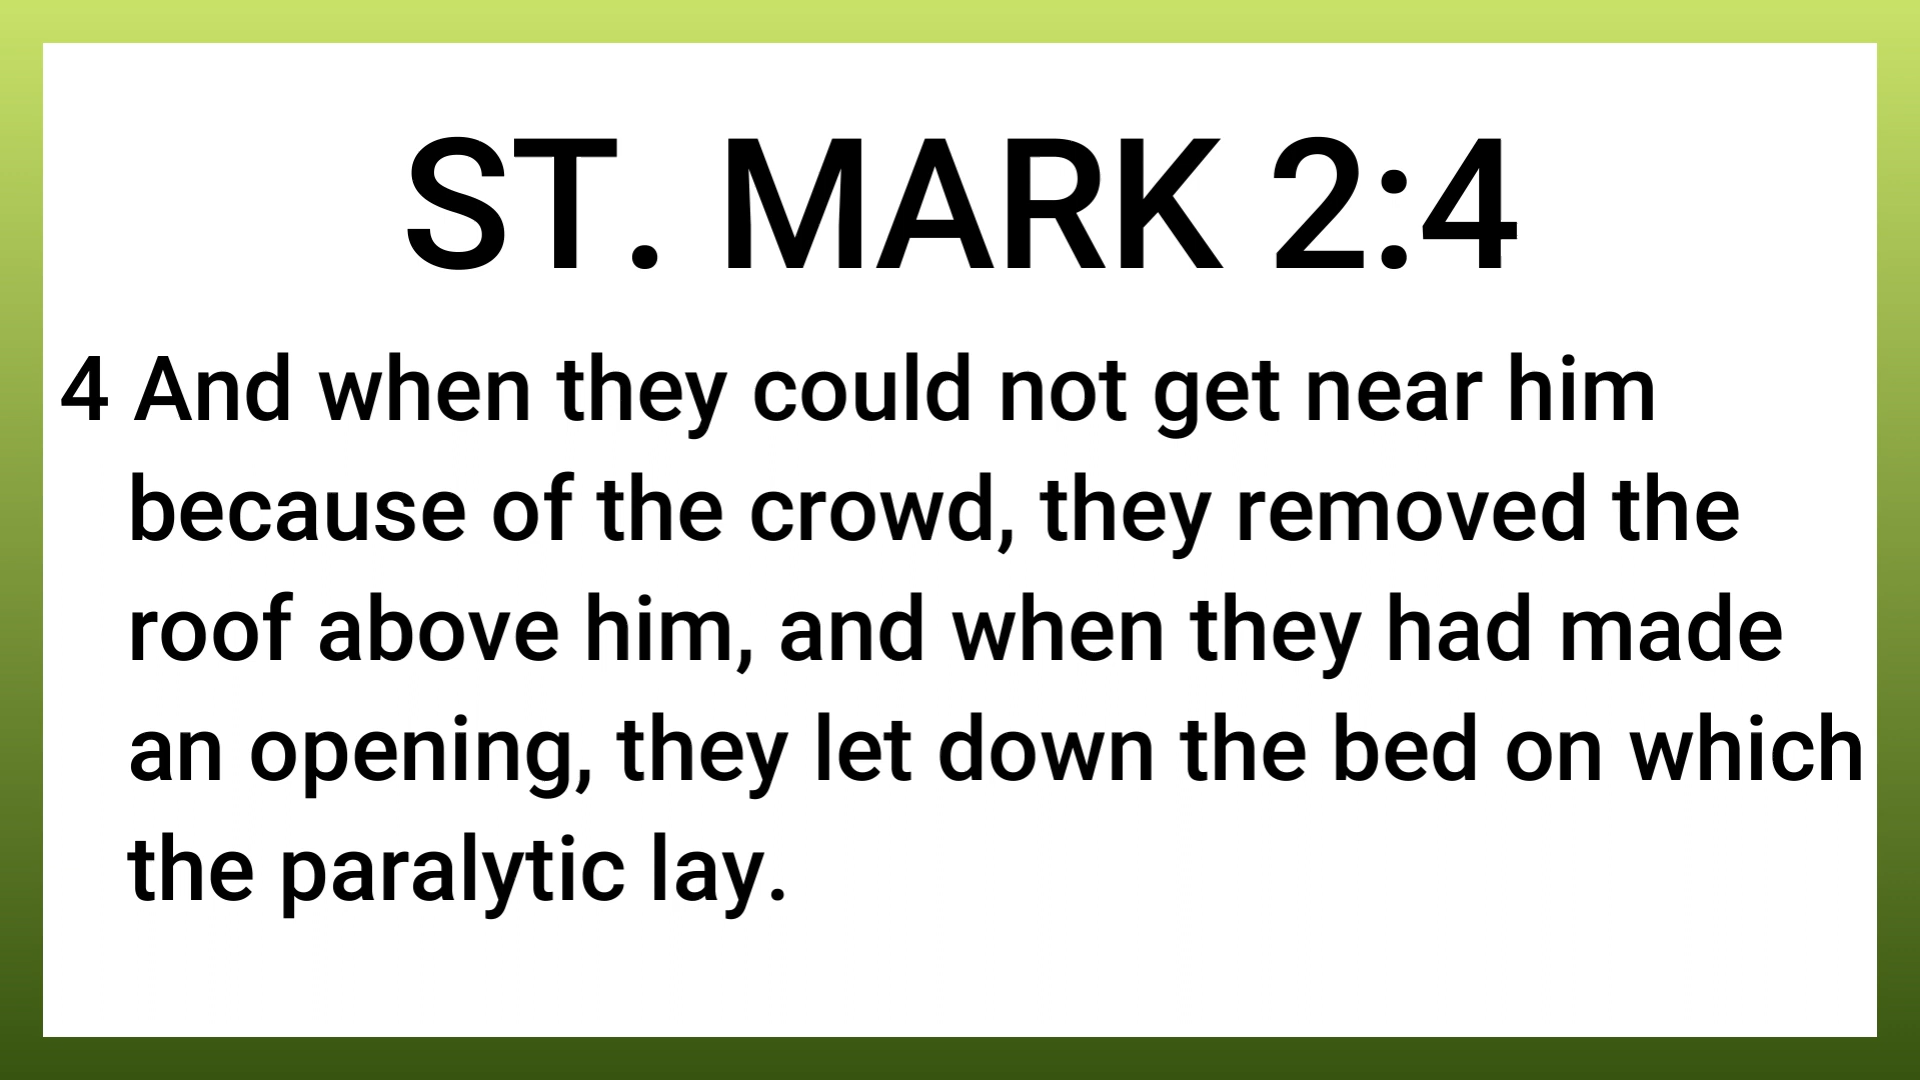 ST. MARK 2:4
4 And when they could not get near him
because of the crowd, they removed the
roof above him, and when they had made
an opening, they let down the bed on which
the paralytic lay.